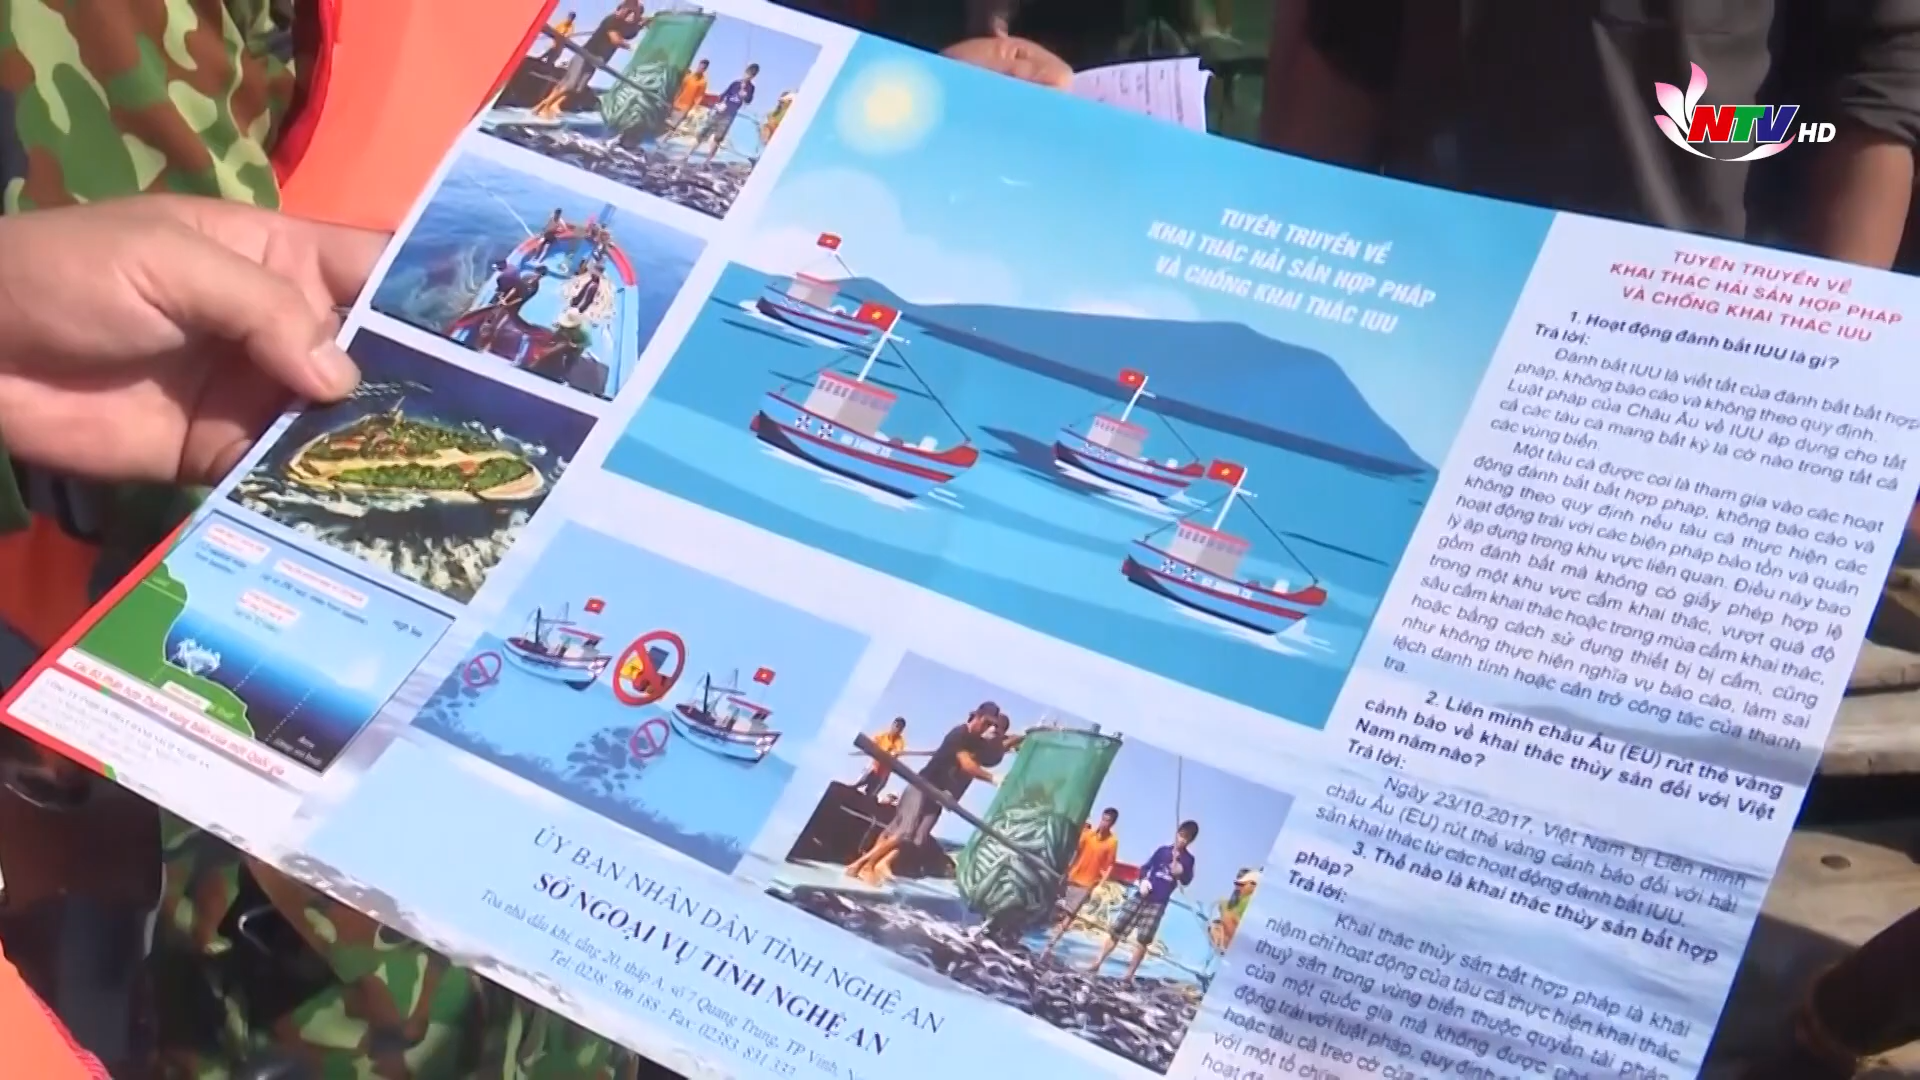 NTV HD
TUYÊN TRUYỀN VỀ
KHAI THÁC HẢI SẢN HỢP PHÁP
VÀ CHỐNG KHAI THÁC IUU
TUYÊN TRUYỀN VỀ
KHAI THÁC HẢI SẢN HỢP PHÁP
VÀ CHỐNG KHAI THÁC IUU
1. Hoạt động đánh bắt IUU là gì?
Trả lời:
Đánh bắt IUU là viết tắt của đánh bắt bất hợp
pháp, không báo cáo và không theo quy định.
Luật pháp của Châu Âu về IUU áp dụng cho tất
cả các tàu cá mang bất kỳ lá cờ nào trong tất cả
các vùng biển.
Một tàu cá được coi là tham gia vào các hoạt
động đánh bắt bất hợp pháp, không báo cáo và
không theo quy định nếu tàu cá thực hiện các
hoạt động trái với các biện pháp bảo tồn và quản
lý áp dụng trong khu vực liên quan. Điều này bao
gồm đánh bắt mà không có giấy phép hợp lệ
trong một khu vực cấm khai thác, vượt quá độ
sâu cấm khai thác hoặc trong mùa cấm khai thác,
hoặc bằng cách sử dụng thiết bị bị cấm, cũng
như không thực hiện nghĩa vụ báo cáo, làm sai
lệch danh tính hoặc cản trở công tác của thanh
tra.
2. Liên minh châu Âu (EU) rút thẻ vàng
cảnh báo về khai thác thủy sản đối với Việt
Nam năm nào?
Trả lời:
Ngày 23/10.2017, Việt Nam bị Liên minh
châu Âu (EU) rút thẻ vàng cảnh báo đối với hải
sản khai thác từ các hoạt động đánh bắt IUU.
3. Thế nào là khai thác thủy sản bất hợp
pháp?
Trả lời:
Khai thác thủy sản bất hợp pháp là khái
niệm chỉ hoạt động của tàu cá thực hiện khai thác
thuỷ sản trong vùng biển thuộc quyền tài phán
của một quốc gia mà không được
động trái với luật pháp, quy định
hoặc tàu cá treo cờ của
với một tổ
ỦY BAN NHÂN DÂN TỈNH NGHỆ AN
SỞ NGOẠI VỤ TỈNH NGHỆ AN
Tòa nhà dầu khí, tầng 20, tháp A, số 7 Quang Trung, TP Vinh,
Fax: 02383. 831 332